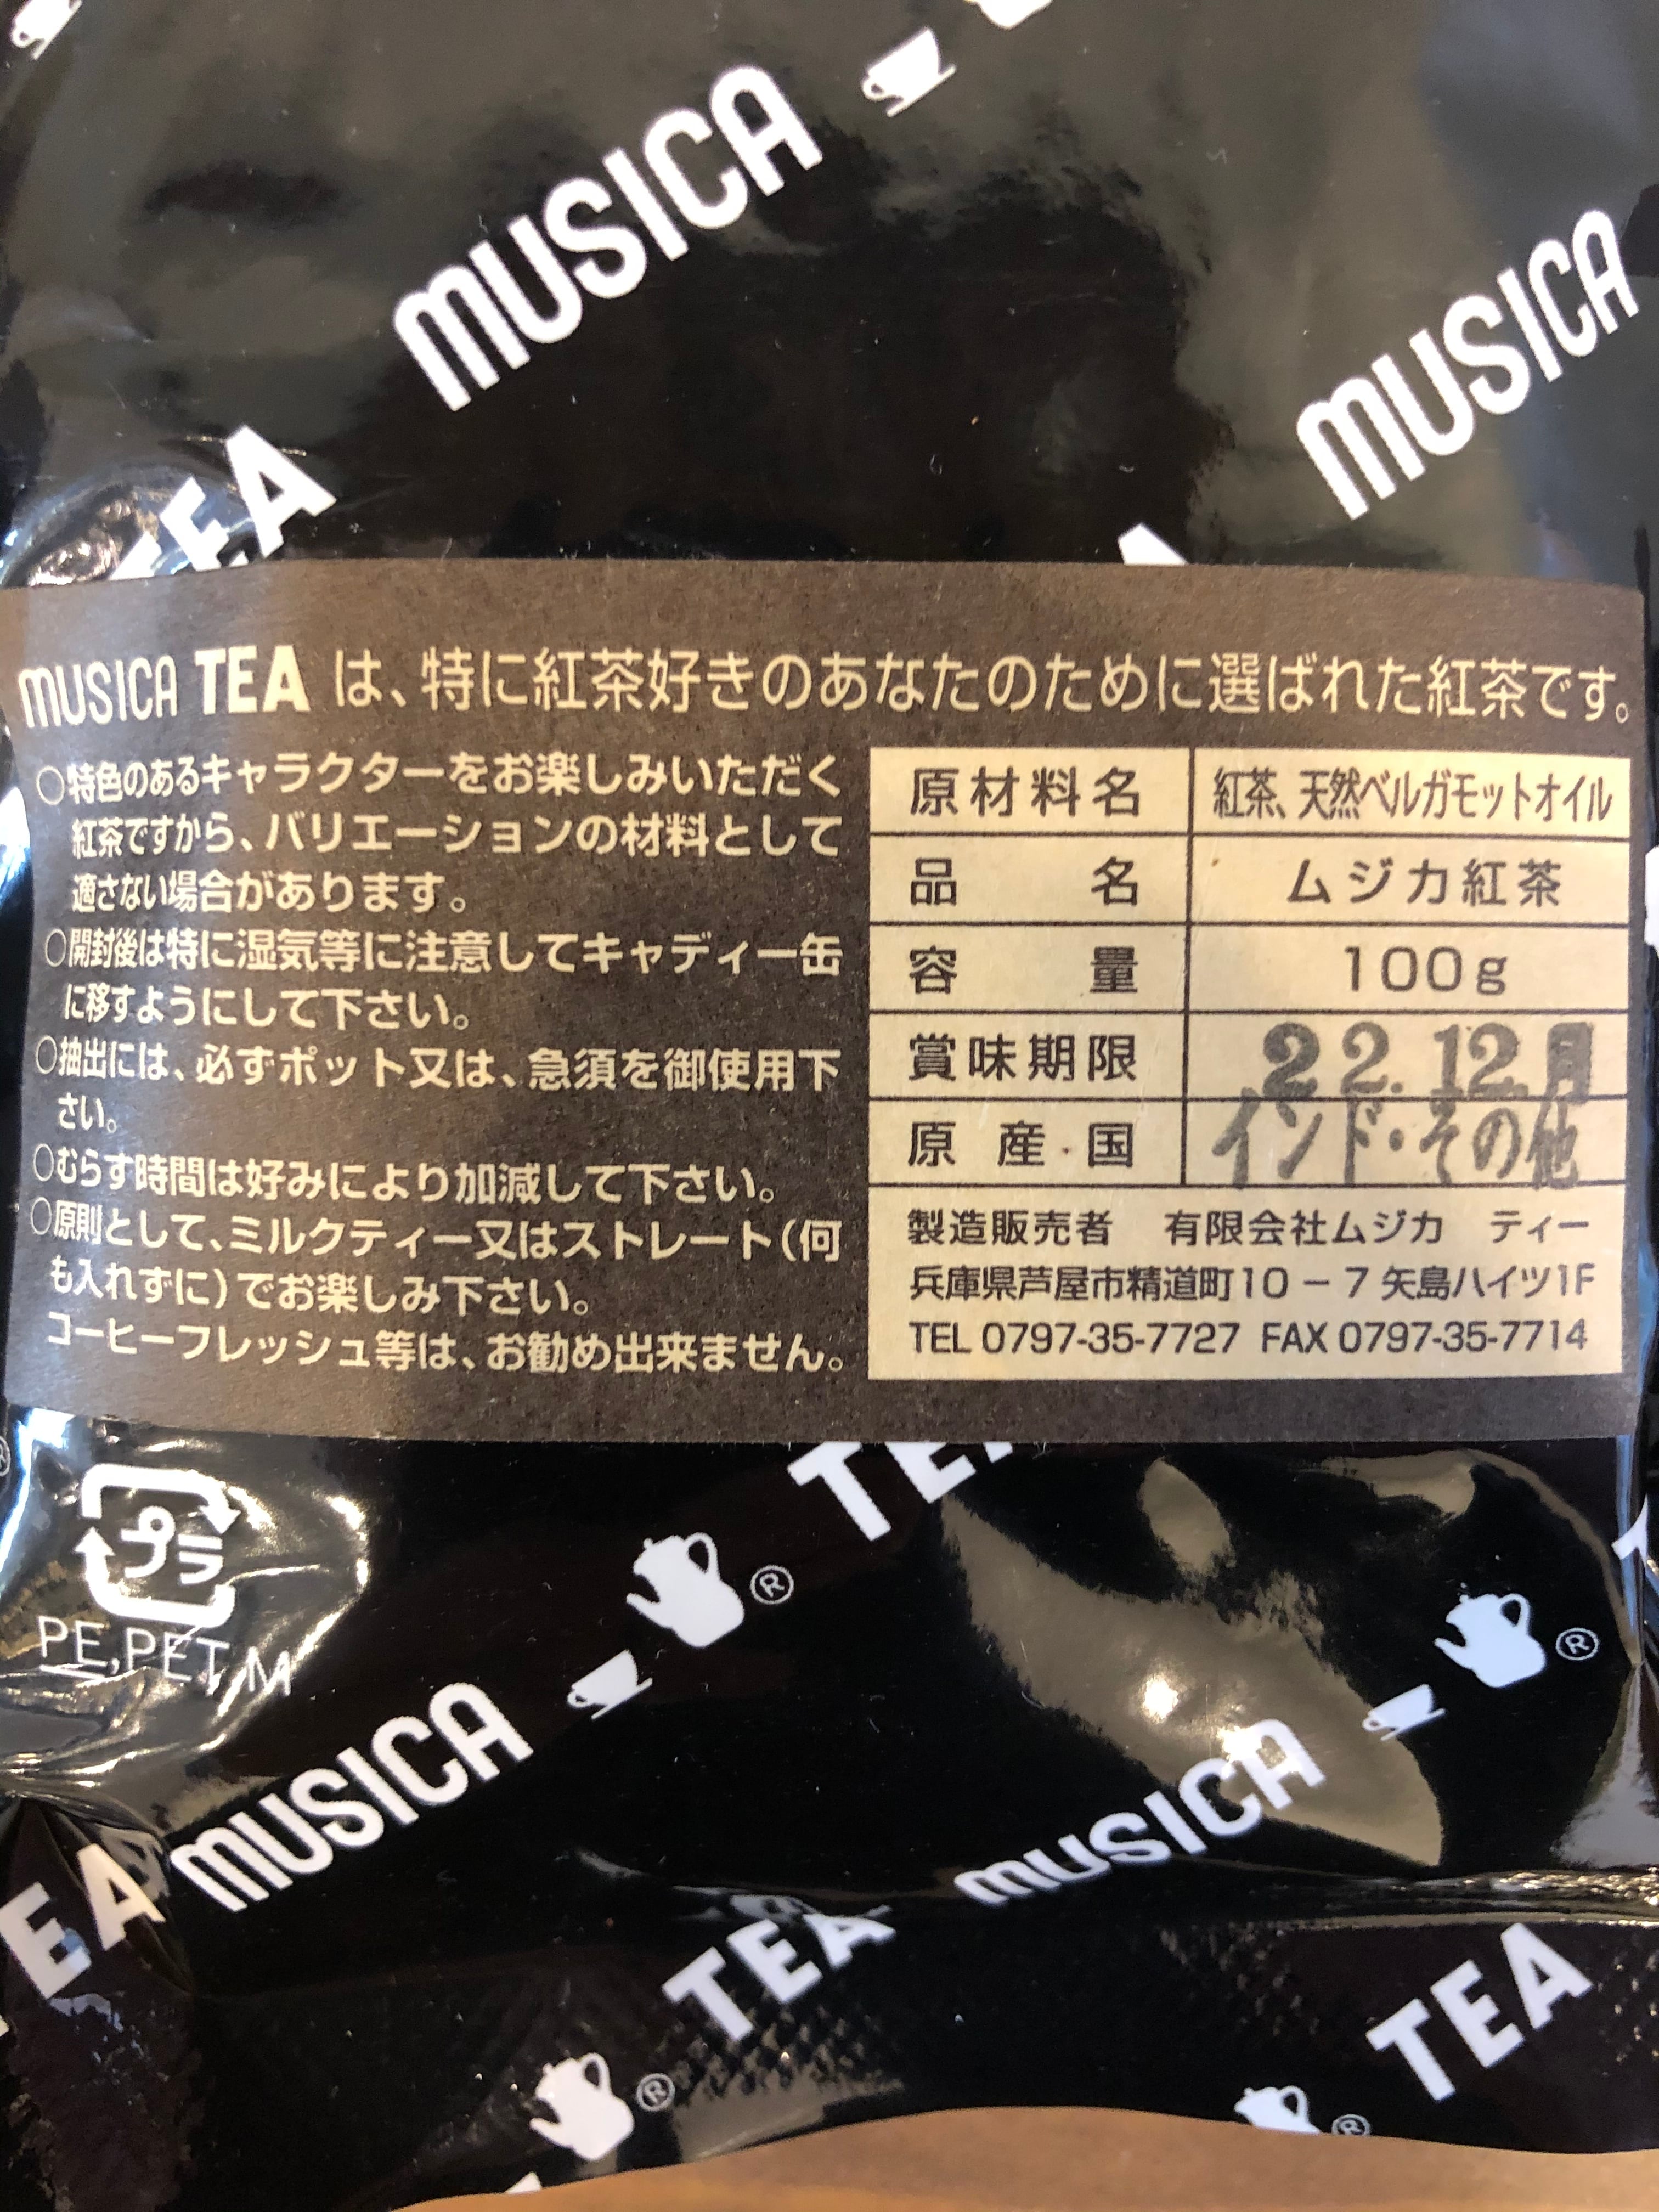 MUSICA
MUSICA
TEA
MUSICA TEA は、特に紅茶好きのあなたのために選ばれた紅茶です。
○特色のあるキャラクターをお楽しみいただく
紅茶ですから、バリエーションの材料として
適さない場合があります。
○開封後は特に湿気等に注意してキャディー缶
に移すようにして下さい。
○抽出には、必ずポット又は、急須を御使用下
さい。
○むらす時間は好みにより加減して下さい。
○原則として、ミルクティー又はストレート(何
も入れずに)でお楽しみ下さい。
コーヒーフレッシュ等は、お勧め出来ません。
原材料名 紅茶、天然ベルガモットオイル
品名 ムジカ紅茶
容量 100g
賞味期限 22.12月
原産国 インド・その他
製造販売者 有限会社ムジカ ティー
兵庫県芦屋市精道町10-7 矢島ハイツ1F
TEL 0797-35-7727 FAX 0797-35-7714
プラ
PE,PET,M
TEA
®
®
MUSICA
MUSICA
TEA
TEA
TEA
®
®